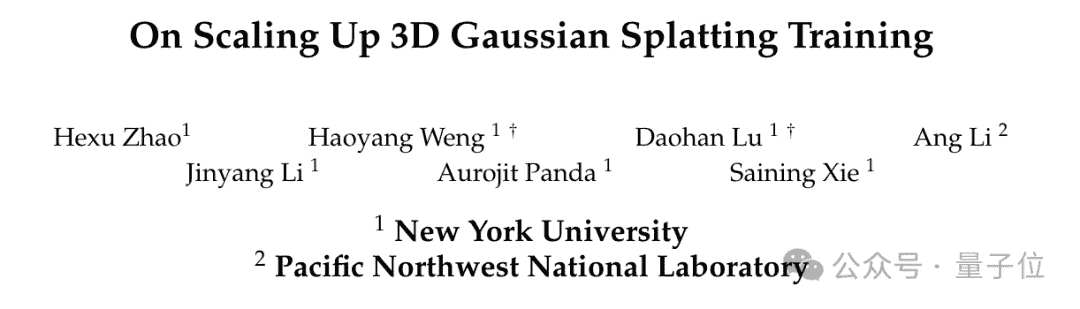 On Scaling Up 3D Gaussian Splatting Training
Hexu Zhao¹ Haoyang Weng ¹ † Daohan Lu ¹ † Ang Li ²
Jinyang Li ¹ Aurojit Panda ¹ Saining Xie ¹
¹ New York University
² Pacific Northwest National Laboratory
公众号 · 量子位